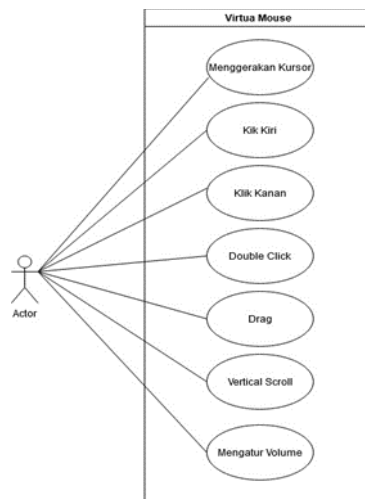 Virtua Mouse
Menggerakan Kursor
Kik Kiri
Klik Kanan
Double Click
Drag
Vertical Scroll
Mengatur Volume
Actor